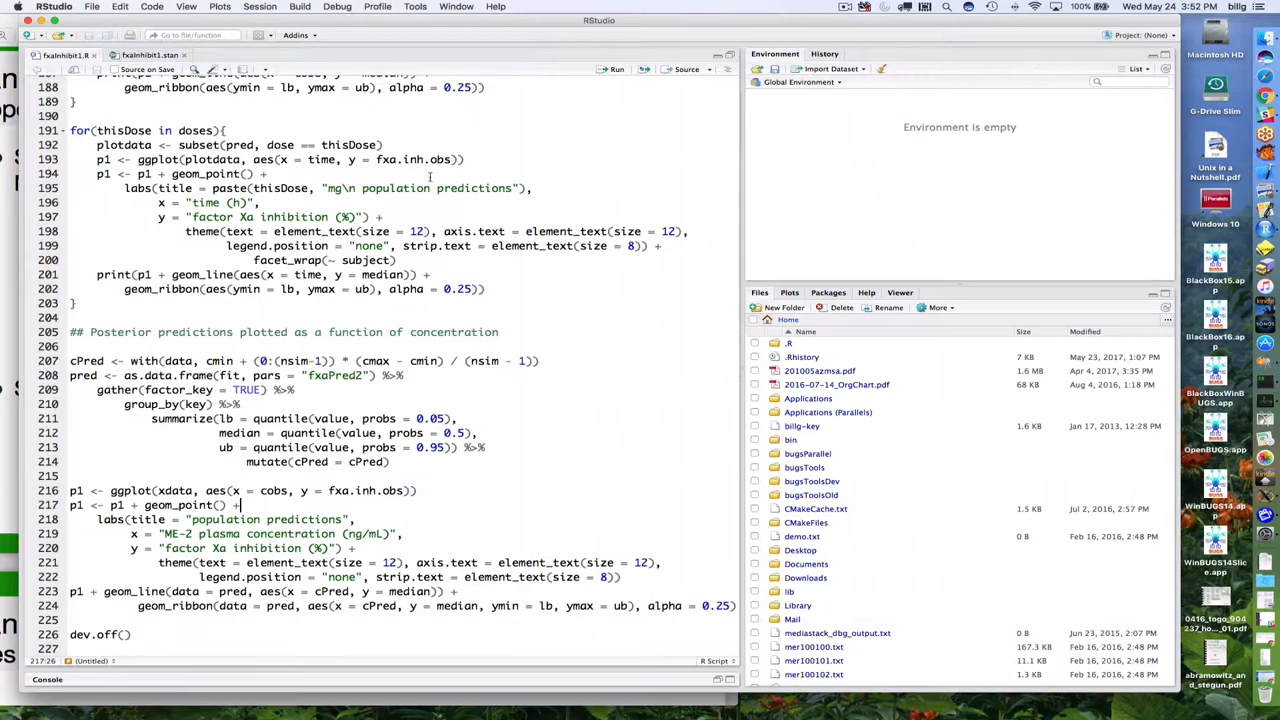 RStudio File Edit Code View Plots Session Build Debug Profile Tools Window Help
100% Wed May 24 3:52 PM billg
RStudio
Go to file/function Addins
Project: (None)
fxaInhibit1.R fxaInhibit1.stan
Source on Save Run Source
188 geom_ribbon(aes(ymin = lb, ymax = ub), alpha = 0.25))
189 }
190
191 for(thisDose in doses){
192 plotdata <- subset(pred, dose == thisDose)
193 p1 <- ggplot(plotdata, aes(x = time, y = fxa.inh.obs))
194 p1 <- p1 + geom_point() +
195 labs(title = paste(thisDose, "mg\n population predictions"),
196 x = "time (h)",
197 y = "factor Xa inhibition (%)") +
198 theme(text = element_text(size = 12), axis.text = element_text(size = 12),
199 legend.position = "none", strip.text = element_text(size = 8)) +
200 facet_wrap(~ subject)
201 print(p1 + geom_line(aes(x = time, y = median)) +
202 geom_ribbon(aes(ymin = lb, ymax = ub), alpha = 0.25))
203 }
204
205 ## Posterior predictions plotted as a function of concentration
206
207 cPred <- with(data, cmin + (0:(nsim-1)) * (cmax - cmin) / (nsim - 1))
208 pred <- as.data.frame(fit, pars = "fxaPred2") %>%
209 gather(factor_key = TRUE) %>%
210 group_by(key) %>%
211 summarize(lb = quantile(value, probs = 0.05),
212 median = quantile(value, probs = 0.5),
213 ub = quantile(value, probs = 0.95)) %>%
214 mutate(cPred = cPred)
215
216 p1 <- ggplot(xdata, aes(x = cobs, y = fxa.inh.obs))
217 p1 <- p1 + geom_point() +
218 labs(title = "population predictions",
219 x = "ME-2 plasma concentration (ng/mL)",
220 y = "factor Xa inhibition (%)") +
221 theme(text = element_text(size = 12), axis.text = element_text(size = 12),
222 legend.position = "none", strip.text = element_text(size = 8))
223 p1 + geom_line(data = pred, aes(x = cPred, y = median)) +
224 geom_ribbon(data = pred, aes(x = cPred, y = median, ymin = lb, ymax = ub), alpha = 0.25)
225
226 dev.off()
227
217:26 (Untitled) R Script
Console
Environment History
Import Dataset List
Global Environment
Environment is empty
Files Plots Packages Help Viewer
New Folder Delete Rename More
Home
Name Size Modified
.R
.Rhistory 7 KB May 23, 2017, 1:07 PM
201005azmsa.pdf 1.6 MB Apr 4, 2017, 3:35 PM
2016-07-14_OrgChart.pdf 68 KB Aug 4, 2016, 1:18 PM
Applications
Applications (Parallels)
billg-key 1.6 KB Jan 17, 2013, 12:28 PM
bin
bugsParallel
bugsTools
bugsToolsDev
bugsToolsOld
CMakeCache.txt 1.5 KB Jul 2, 2016, 2:57 PM
CMakeFiles
demo.txt 0 B Feb 16, 2016, 2:48 PM
Desktop
Documents
Downloads
lib
Library
Mail
mediastack_dbg_output.txt 0 B Jun 23, 2015, 2:07 PM
mer100100.txt 167.3 KB Feb 16, 2016, 2:48 PM
mer100101.txt 11.1 KB Feb 16, 2016, 2:48 PM
mer100102.txt 1.3 KB Feb 16, 2016, 2:48 PM
Macintosh HD
G-Drive Slim
Unix in a
Nutshell.pdf
Windows 10
BlackBox15.ap
p
BlackBox16.ap
p
BlackBoxWinB
UGS.app
OpenBUGS.app
WinBUGS14.ap
p
WinBUGS14Slic
e.app
0416_togo_904
237_ho..._01.pdf
abramowitz_an
d_stegun.pdf